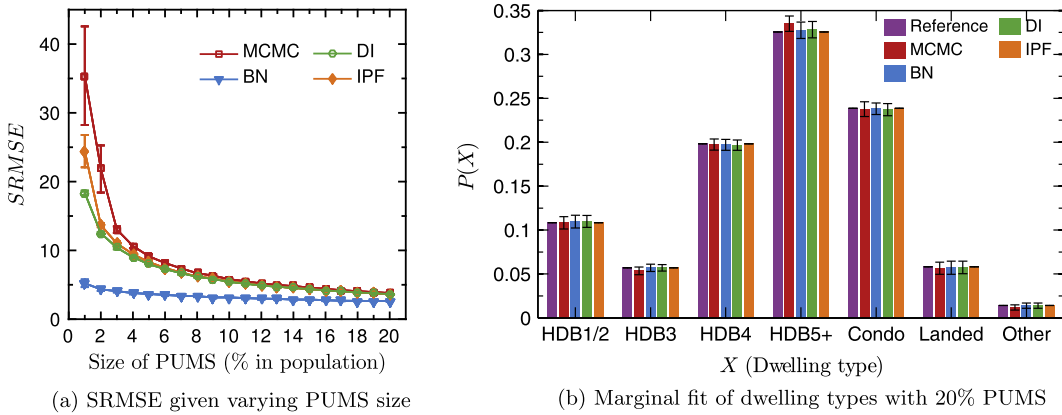 SRMSE
40
30
20
10
0
0 2 4 6 8 10 12 14 16 18 20
MCMC DI
BN IPF
Size of PUMS (% in population)
(a) SRMSE given varying PUMS size
P(X)
0.35
0.3
0.25
0.2
0.15
0.1
0.05
0
Reference DI
MCMC IPF
BN
HDB1/2 HDB3 HDB4 HDB5+ Condo Landed Other
X (Dwelling type)
(b) Marginal fit of dwelling types with 20% PUMS